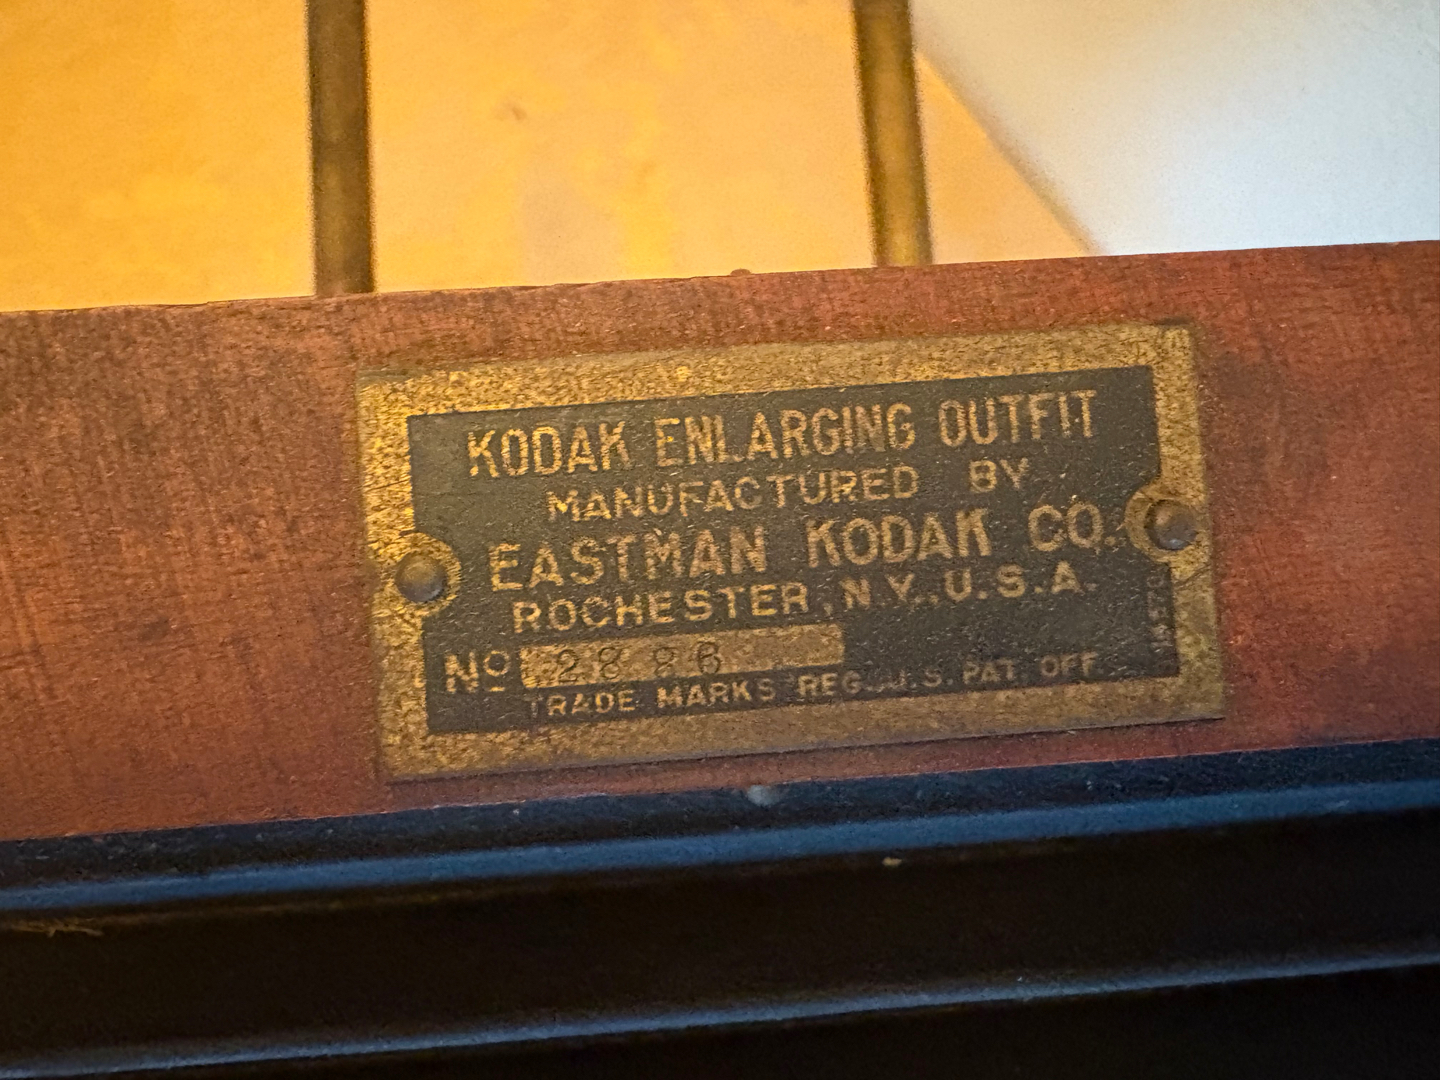 KODAK ENLARGING OUTFIT
MANUFACTURED BY
EASTMAN KODAK CO.
ROCHESTER, N.Y., U.S.A.
No 2886
TRADE MARKS REG. U.S. PAT. OFF.